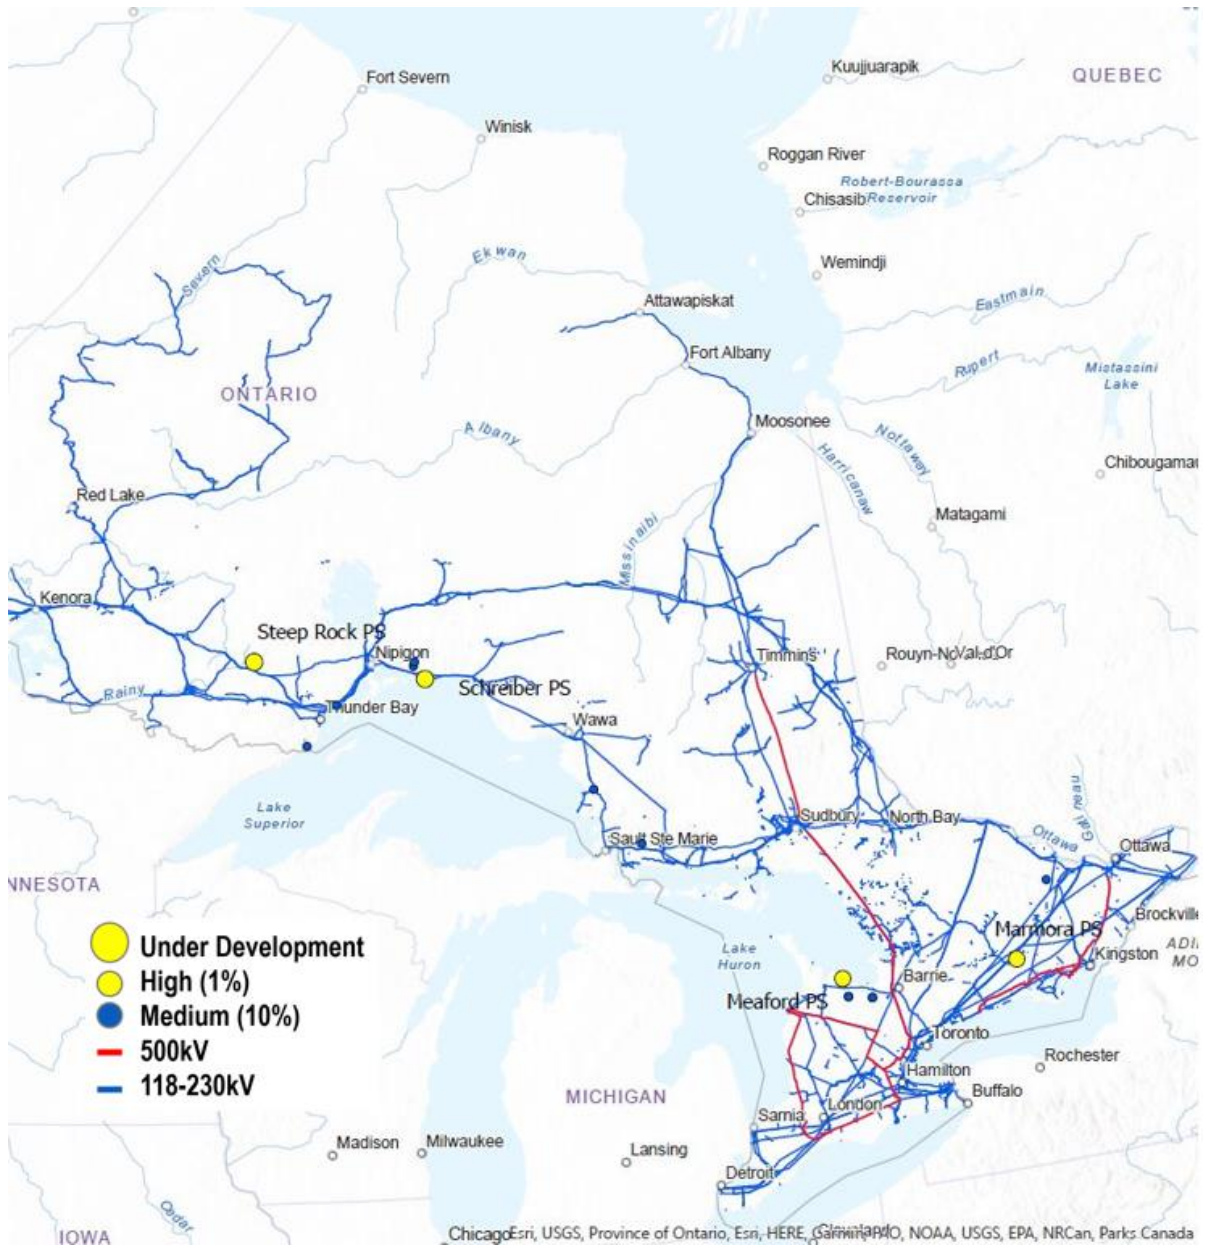 Fort Severn
Kuujjuarapik
QUEBEC
Winisk
Roggan River
Robert-Bourassa
Reservoir
Chisasib
Severn
Ekwan
Wemindji
Attawapiskat
Eastmain
Fort Albany
Rupert
Mistassini
Lake
ONTARIO
Albany
Moosonee
Nottaway
Harricanaw
Chibougamau
Red Lake
Matagami
Missinaibi
Kenora
Steep Rock PS
Nipigon
Timmins
Rouyn-No
Val-d'Or
Rainy
Schreiber PS
Thunder Bay
Wawa
Gatineau
Lake
Superior
Sudbury
North Bay
Sault Ste Marie
Ottawa
Ottawa
NNESOTA
Brockville
Marmora PS
ADI
MO
Under Development
Lake
Huron
Kingston
High (1%)
Barrie
Meaford PS
Medium (10%)
500kV
Toronto
Rochester
118-230kV
Hamilton
MICHIGAN
Buffalo
London
Sarnia
Madison
Milwaukee
Lansing
Detroit
Cedar
IOWA
Chicago
Esri, USGS, Province of Ontario, Esri, HERE, Garmin, FAO, NOAA, USGS, EPA, NRCan, Parks Canada